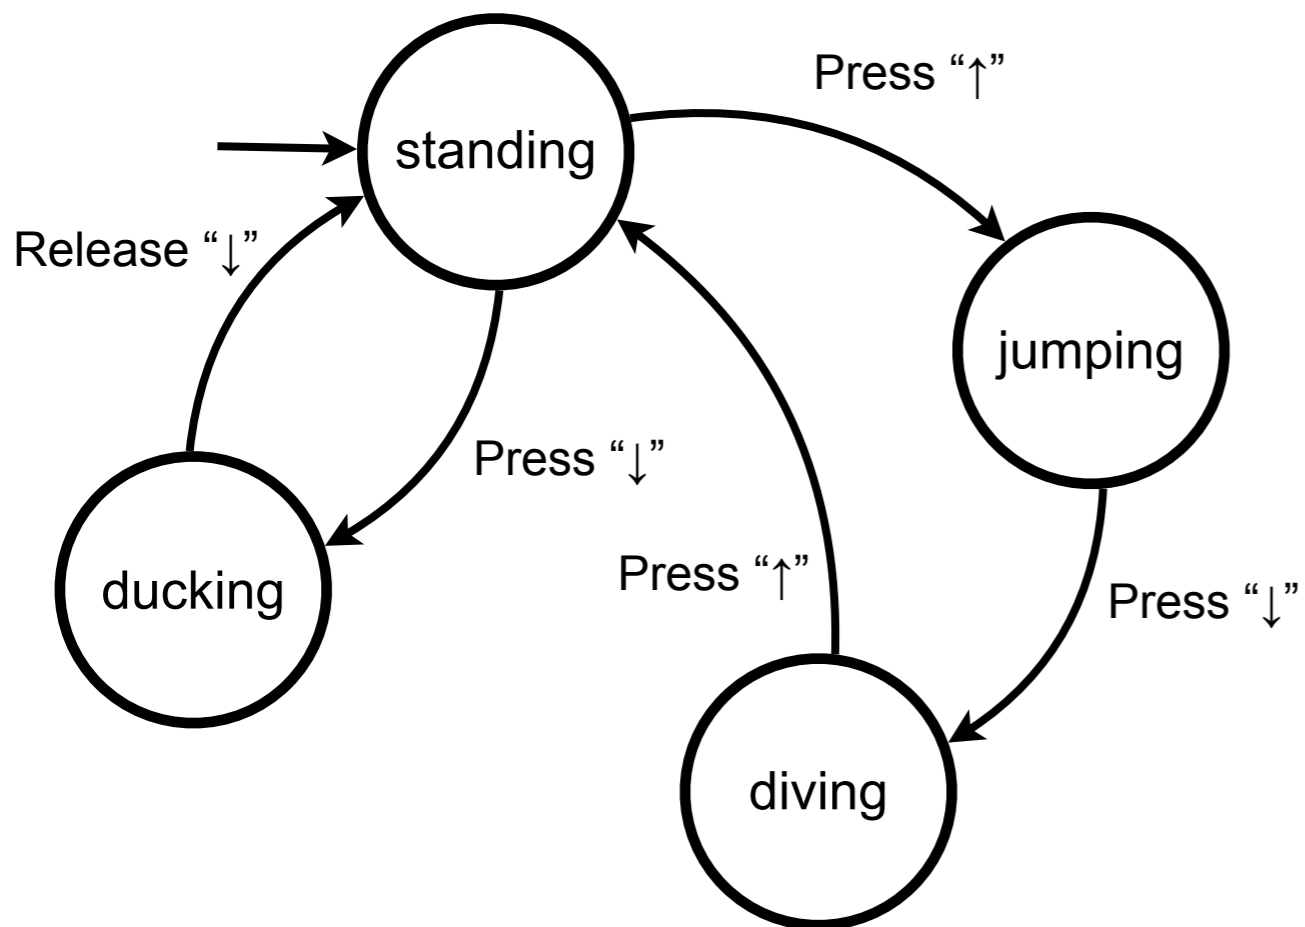 Press “↑”
standing
Release “↓”
jumping
Press “↓”
Press “↑”
ducking
Press “↓”
diving